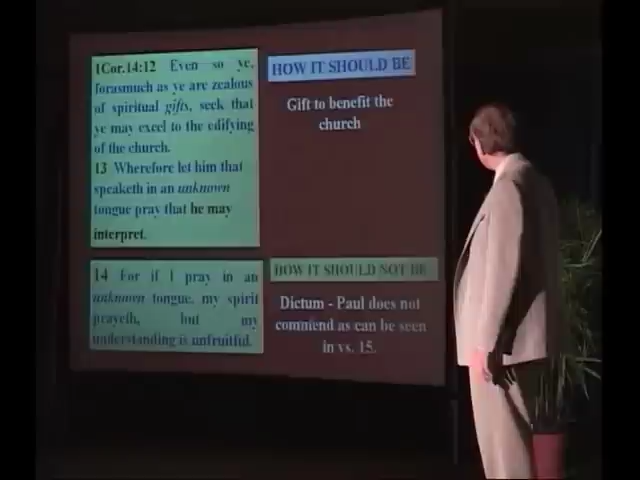 1Cor.14:12 Even so ye,
forasmuch as ye are zealous
of spiritual gifts, seek that
ye may excel to the edifying
of the church.
13 Wherefore let him that
speaketh in an unknown
tongue pray that he may
interpret.
HOW IT SHOULD BE
Gift to benefit the
church
14 For if I pray in an
unknown tongue, my spirit
prayeth, but my
understanding is unfruitful.
HOW IT SHOULD NOT BE
Dictum - Paul does not
commend as can be seen
in vs. 15.